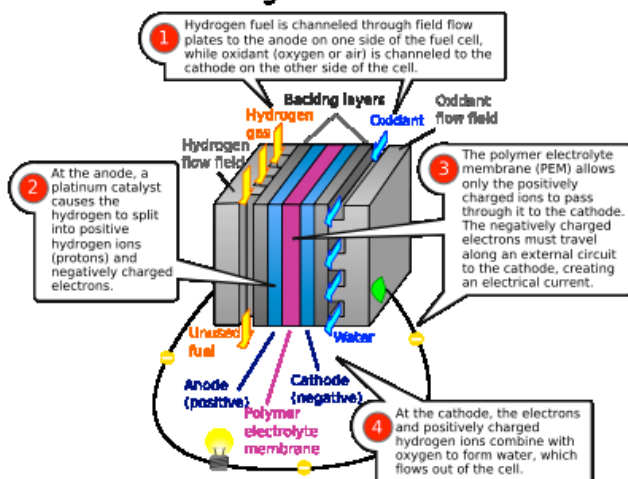 1
Hydrogen fuel is channeled through field flow
plates to the anode on one side of the fuel cell,
while oxidant (oxygen or air) is channeled to the
cathode on the other side of the cell.
Hydrogen
gas
Backing layers
Oxidant
Oxidant
flow field
Hydrogen
flow field
2
At the anode, a
platinum catalyst
causes the
hydrogen to split
into positive
hydrogen ions
(protons) and
negatively charged
electrons.
3
The polymer electrolyte
membrane (PEM) allows
only the positively
charged ions to pass
through it to the cathode.
The negatively charged
electrons must travel
along an external circuit
to the cathode, creating
an electrical current.
Unused
fuel
Water
Anode
(positive)
Cathode
(negative)
Polymer
electrolyte
membrane
4
At the cathode, the electrons
and positively charged
hydrogen ions combine with
oxygen to form water, which
flows out of the cell.